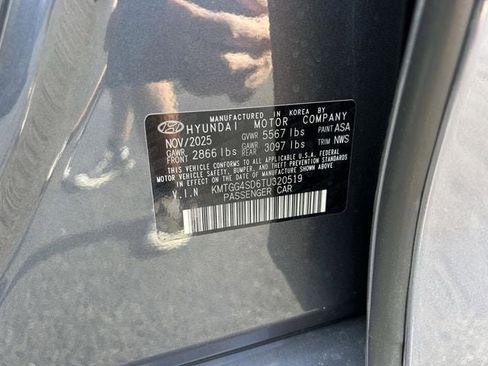 MANUFACTURED IN KOREA BY
HYUNDAI MOTOR COMPANY
NOV/2025 GVWR 5567 lbs PAINT ASA
GAWR FRONT 2866 lbs GAWR REAR 3097 lbs TRIM NWS
THIS VEHICLE CONFORMS TO ALL APPLICABLE U.S.A. FEDERAL
MOTOR VEHICLE SAFETY, BUMPER, AND THEFT PREVENTION
STANDARDS IN EFFECT ON THE DATE OF MANUFACTURE SHOWN ABOVE
V.I.N KMTGG4SD6TU320519
PASSENGER CAR